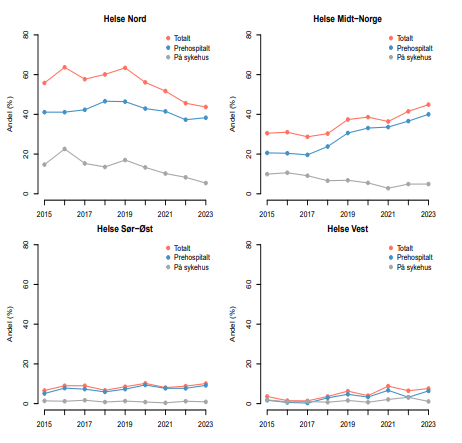 Helse Nord
Totalt
Prehospitalt
På sykehus
Andel (%)
80
60
40
20
0
2015
2017
2019
2021
2023
Helse Midt−Norge
Totalt
Prehospitalt
På sykehus
Andel (%)
80
60
40
20
0
2015
2017
2019
2021
2023
Helse Sør−Øst
Totalt
Prehospitalt
På sykehus
Andel (%)
80
60
40
20
0
2015
2017
2019
2021
2023
Helse Vest
Totalt
Prehospitalt
På sykehus
Andel (%)
80
60
40
20
0
2015
2017
2019
2021
2023